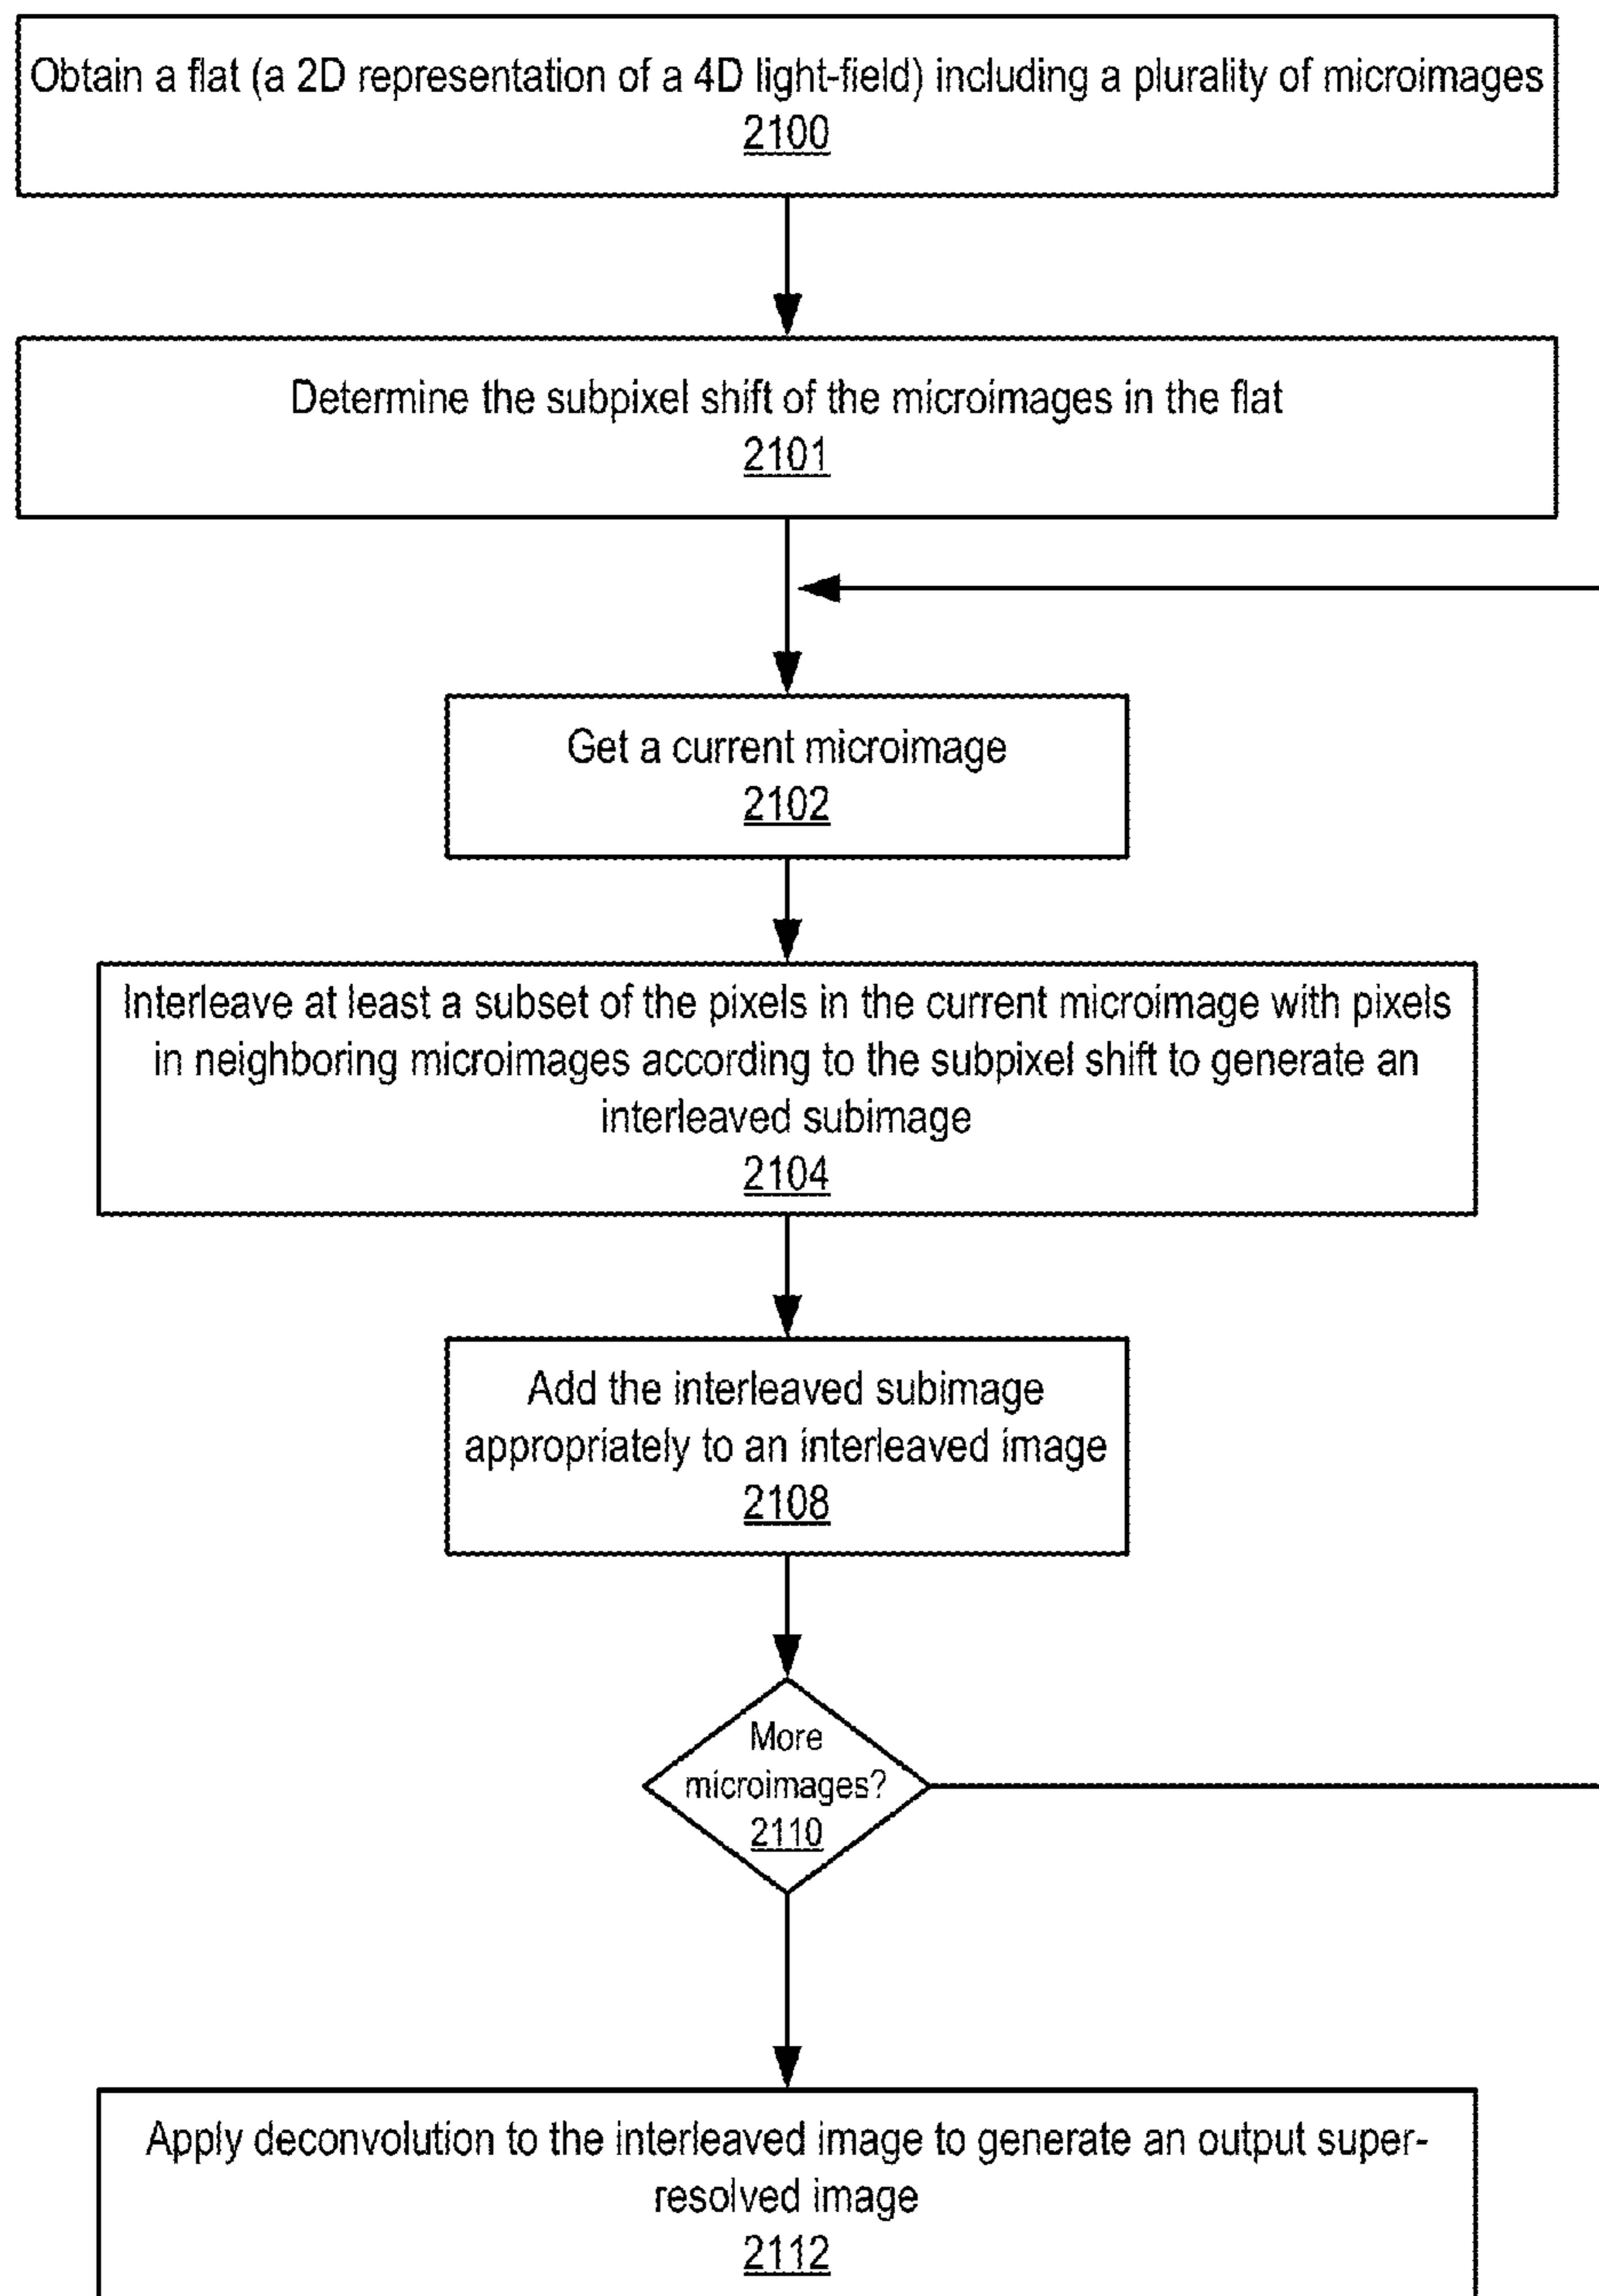 Obtain a flat (a 2D representation of a 4D light-field) including a plurality of microimages
2100
Determine the subpixel shift of the microimages in the flat
2101
Get a current microimage
2102
Interleave at least a subset of the pixels in the current microimage with pixels
in neighboring microimages according to the subpixel shift to generate an
interleaved subimage
2104
Add the interleaved subimage
appropriately to an interleaved image
2108
More
microimages?
2110
Apply deconvolution to the interleaved image to generate an output super-
resolved image
2112